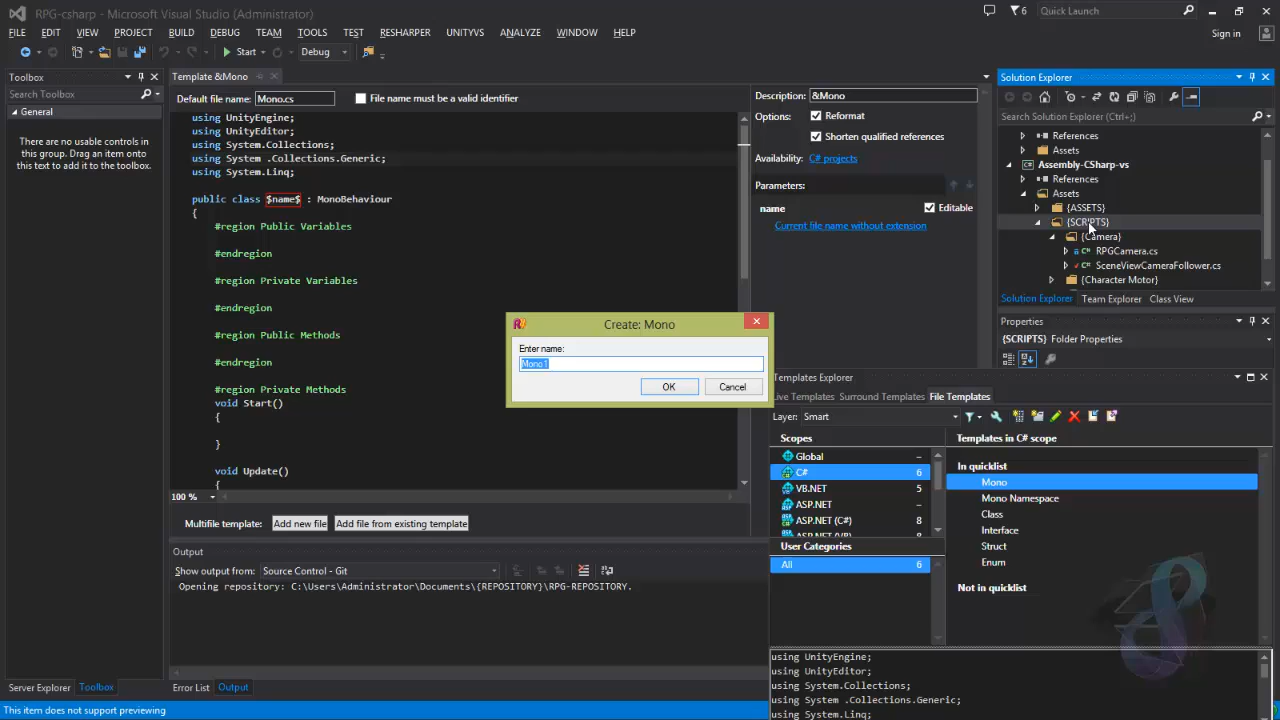 RPG-csharp - Microsoft Visual Studio (Administrator)
6
Quick Launch
FILE EDIT VIEW PROJECT BUILD DEBUG TEAM TOOLS TEST RESHARPER UNITYVS ANALYZE WINDOW HELP
Sign in
Start
Debug
Toolbox
Search Toolbox
General
There are no usable controls in
this group. Drag an item onto
this text to add it to the toolbox.
Server Explorer
Toolbox
Template &Mono
Default file name: Mono.cs
File name must be a valid identifier
using UnityEngine;
using UnityEditor;
using System.Collections;
using System .Collections.Generic;
using System.Linq;
public class $name$ : MonoBehaviour
{
#region Public Variables
#endregion
#region Private Variables
#endregion
#region Public Methods
#endregion
#region Private Methods
void Start()
{
}
void Update()
{
100 %
Multifile template: Add new file Add file from existing template
Description: &Mono
Options: Reformat
Shorten qualified references
Availability: C# projects
Parameters:
name
Editable
Current file name without extension
Create: Mono
Enter name:
Mono1
OK
Cancel
Output
Show output from: Source Control - Git
Opening repository: C:\Users\Administrator\Documents\{REPOSITORY}\RPG-REPOSITORY.
Error List
Output
Solution Explorer
Search Solution Explorer (Ctrl+;)
References
Assets
Assembly-CSharp-vs
References
Assets
{ASSETS}
{SCRIPTS}
{Camera}
RPGCamera.cs
SceneViewCameraFollower.cs
{Character Motor}
Solution Explorer
Team Explorer
Class View
Properties
{SCRIPTS} Folder Properties
Templates Explorer
Live Templates
Surround Templates
File Templates
Layer: Smart
Scopes
Global –
C# 6
VB.NET 5
ASP.NET –
ASP.NET (C#) 8
ASP.NET (VB) 8
User Categories
All 6
Templates in C# scope
In quicklist
Mono
Mono Namespace
Class
Interface
Struct
Enum
Not in quicklist
using UnityEngine;
using UnityEditor;
using System.Collections;
using System .Collections.Generic;
using System.Linq;
This item does not support previewing